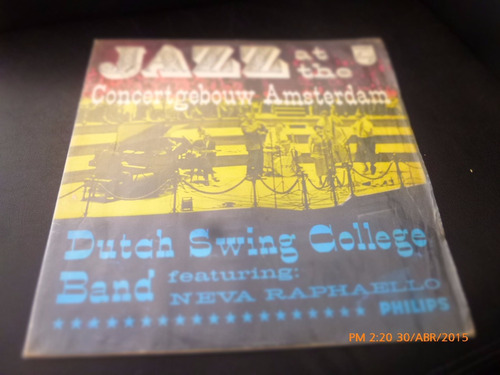 JAZZ at
the
Concertgebouw Amsterdam
Dutch Swing College
Band featuring:
NEVA RAPHAELLO
PHILIPS
PM 2:20 30/ABR/2015